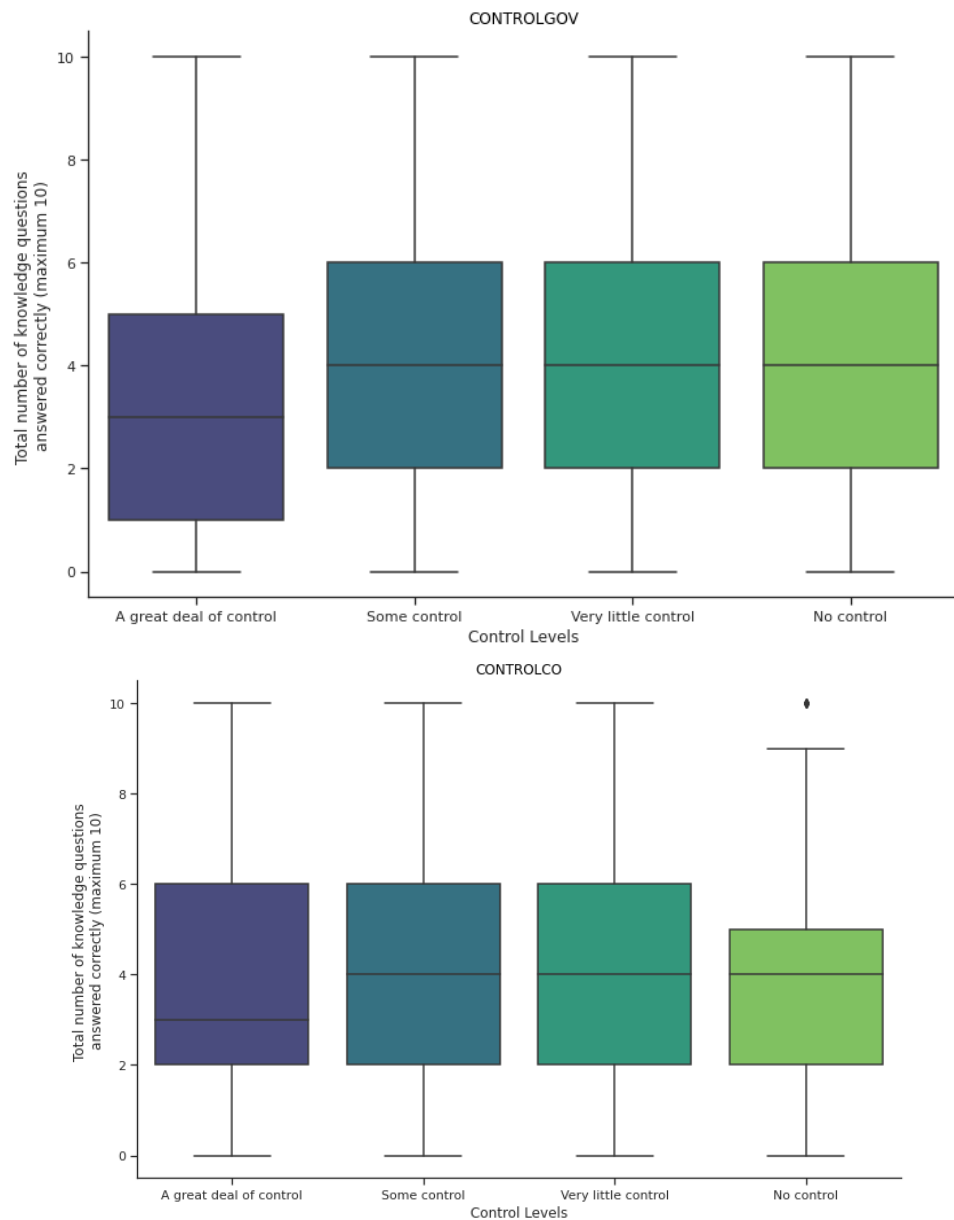 CONTROLGOV
Total number of knowledge questions
answered correctly (maximum 10)
10
8
6
4
2
0
A great deal of control
Some control
Very little control
No control
Control Levels
CONTROLCO
Total number of knowledge questions
answered correctly (maximum 10)
10
8
6
4
2
0
A great deal of control
Some control
Very little control
No control
Control Levels